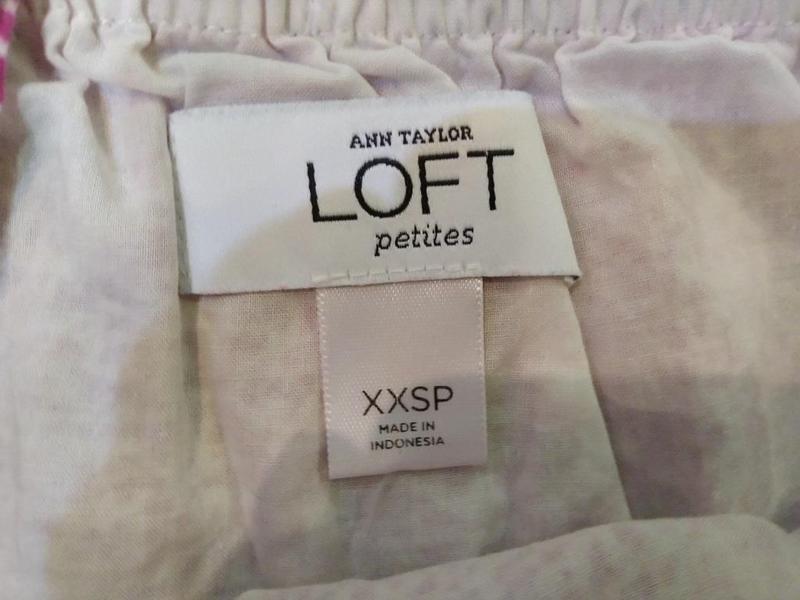 ANN TAYLOR
LOFT
petites
XXSP
MADE IN
INDONESIA